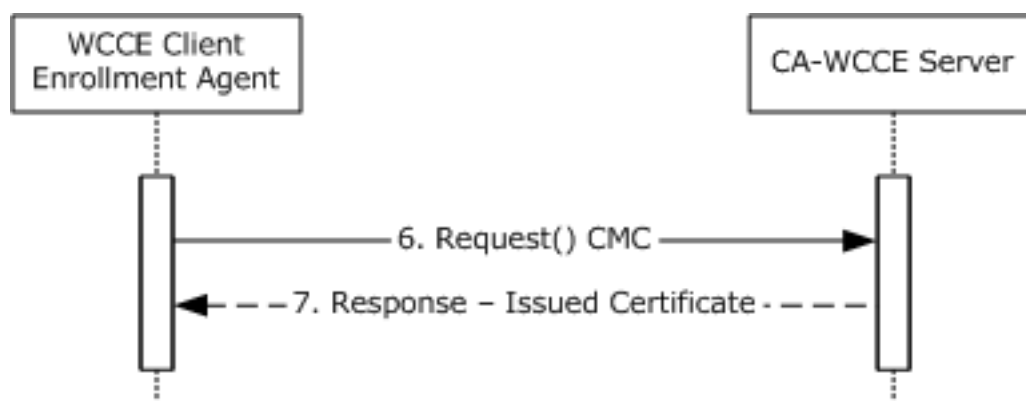 WCCE Client
Enrollment Agent
CA-WCCE Server
6. Request() CMC
7. Response – Issued Certificate